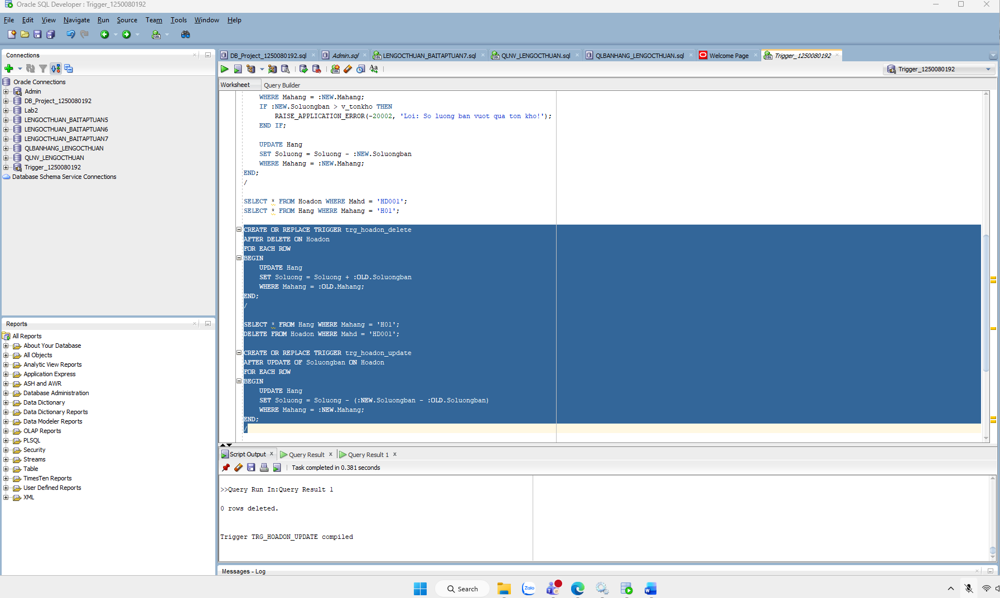 Oracle SQL Developer : Trigger_1250080192
File Edit View Navigate Run Source Team Tools Window Help
Connections
Oracle Connections
Admin
DB_Project_1250080192
Lab2
LENGOCTHUAN_BAITAPTUAN5
LENGOCTHUAN_BAITAPTUAN6
LENGOCTHUAN_BAITAPTUAN7
QLBANHANG_LENGOCTHUAN
QLNV_LENGOCTHUAN
Trigger_1250080192
Database Schema Service Connections
Reports
All Reports
About Your Database
All Objects
Analytic View Reports
Application Express
ASH and AWR
Database Administration
Data Dictionary
Data Dictionary Reports
Data Modeler Reports
OLAP Reports
PLSQL
Security
Streams
Table
TimesTen Reports
User Defined Reports
XML
DB_Project_1250080192.sql Admin.sql LENGOCTHUAN_BAITAPTUAN7.sql QLNV_LENGOCTHUAN.sql QLBANHANG_LENGOCTHUAN.sql Welcome Page Trigger_1250080192
Trigger_1250080192
Worksheet Query Builder
WHERE Mahang = :NEW.Mahang;
IF :NEW.Soluongban > v_tonkho THEN
RAISE_APPLICATION_ERROR(-20002, 'Loi: So luong ban vuot qua ton kho!');
END IF;
UPDATE Hang
SET Soluong = Soluong - :NEW.Soluongban
WHERE Mahang = :NEW.Mahang;
END;
/
SELECT * FROM Hoadon WHERE Mahd = 'HD001';
SELECT * FROM Hang WHERE Mahang = 'H01';
CREATE OR REPLACE TRIGGER trg_hoadon_delete
AFTER DELETE ON Hoadon
FOR EACH ROW
BEGIN
UPDATE Hang
SET Soluong = Soluong + :OLD.Soluongban
WHERE Mahang = :OLD.Mahang;
END;
/
SELECT * FROM Hang WHERE Mahang = 'H01';
DELETE FROM Hoadon WHERE Mahd = 'HD001';
CREATE OR REPLACE TRIGGER trg_hoadon_update
AFTER UPDATE OF Soluongban ON Hoadon
FOR EACH ROW
BEGIN
UPDATE Hang
SET Soluong = Soluong - (:NEW.Soluongban - :OLD.Soluongban)
WHERE Mahang = :NEW.Mahang;
END;
/
Script Output Query Result Query Result 1
Task completed in 0.381 seconds
>>Query Run In:Query Result 1
0 rows deleted.
Trigger TRG_HOADON_UPDATE compiled
Messages - Log
Search
Zalo